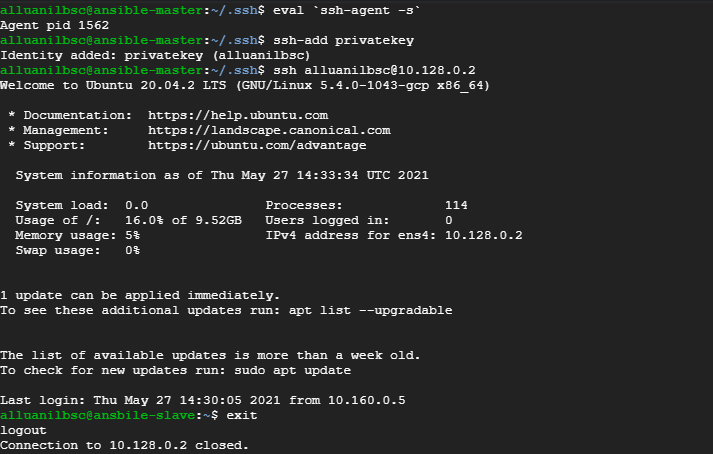 alluanilbsc@ansible-master:~/.ssh$ eval `ssh-agent -s`
Agent pid 1562
alluanilbsc@ansible-master:~/.ssh$ ssh-add privatekey
Identity added: privatekey (alluanilbsc)
alluanilbsc@ansible-master:~/.ssh$ ssh alluanilbsc@10.128.0.2
Welcome to Ubuntu 20.04.2 LTS (GNU/Linux 5.4.0-1043-gcp x86_64)
* Documentation:  https://help.ubuntu.com
* Management:     https://landscape.canonical.com
* Support:        https://ubuntu.com/advantage
System information as of Thu May 27 14:33:34 UTC 2021
System load:  0.0               Processes:             114
Usage of /:   16.0% of 9.52GB   Users logged in:       0
Memory usage: 5%                IPv4 address for ens4: 10.128.0.2
Swap usage:   0%
1 update can be applied immediately.
To see these additional updates run: apt list --upgradable
The list of available updates is more than a week old.
To check for new updates run: sudo apt update
Last login: Thu May 27 14:30:05 2021 from 10.160.0.5
alluanilbsc@ansbile-slave:~$ exit
logout
Connection to 10.128.0.2 closed.